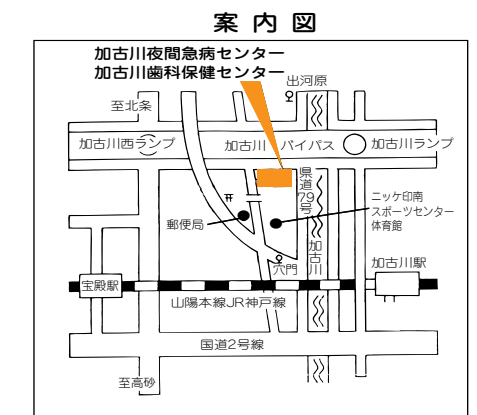 案内図
加古川夜間急病センター
加古川歯科保健センター
出河原
至北条
加古川西ランプ
加古川 バイパス
加古川ランプ
県道79号
ニッケ印南
スポーツセンター
体育館
郵便局
加古川
穴門
加古川駅
宝殿駅
山陽本線JR神戸線
国道2号線
至高砂